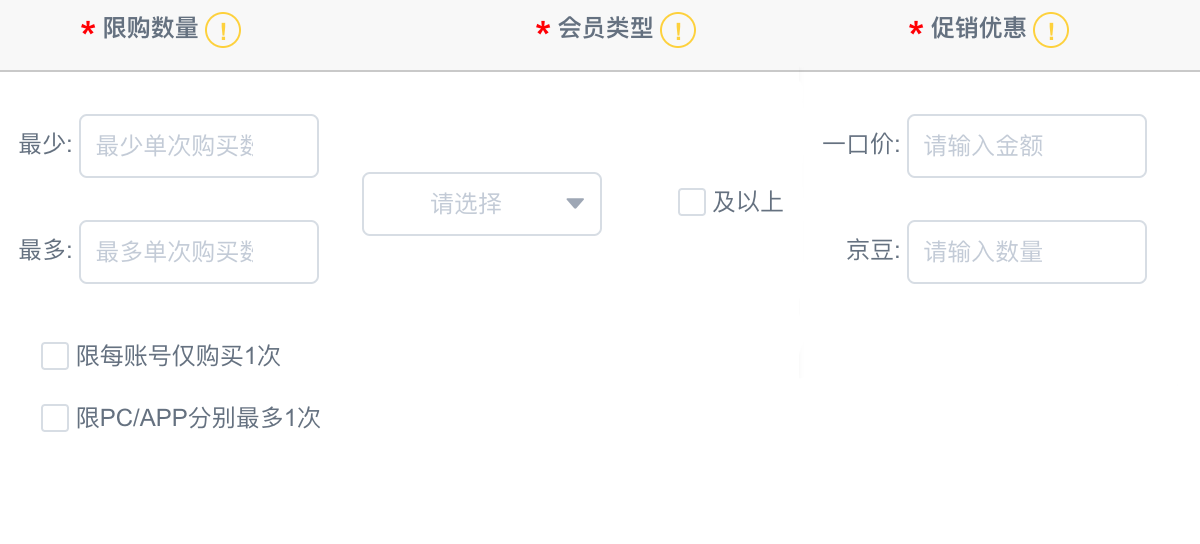 * 限购数量 ! * 会员类型 ! * 促销优惠 !
最少: 最少单次购买数 一口价: 请输入金额
请选择 及以上
最多: 最多单次购买数 京豆: 请输入数量
限每账号仅购买1次
限PC/APP分别最多1次